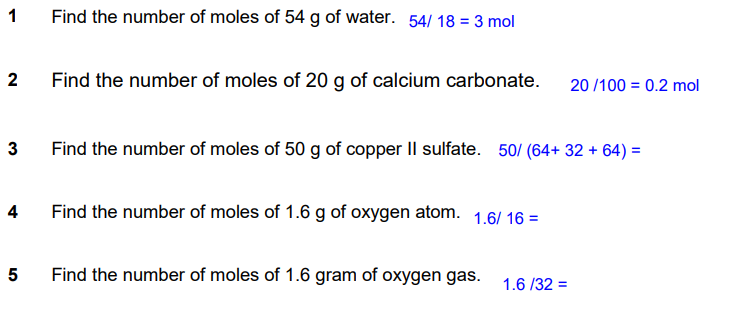 1 Find the number of moles of 54 g of water. 54/ 18 = 3 mol
2 Find the number of moles of 20 g of calcium carbonate. 20 /100 = 0.2 mol
3 Find the number of moles of 50 g of copper II sulfate. 50/ (64+ 32 + 64) =
4 Find the number of moles of 1.6 g of oxygen atom. 1.6/ 16 =
5 Find the number of moles of 1.6 gram of oxygen gas. 1.6 /32 =